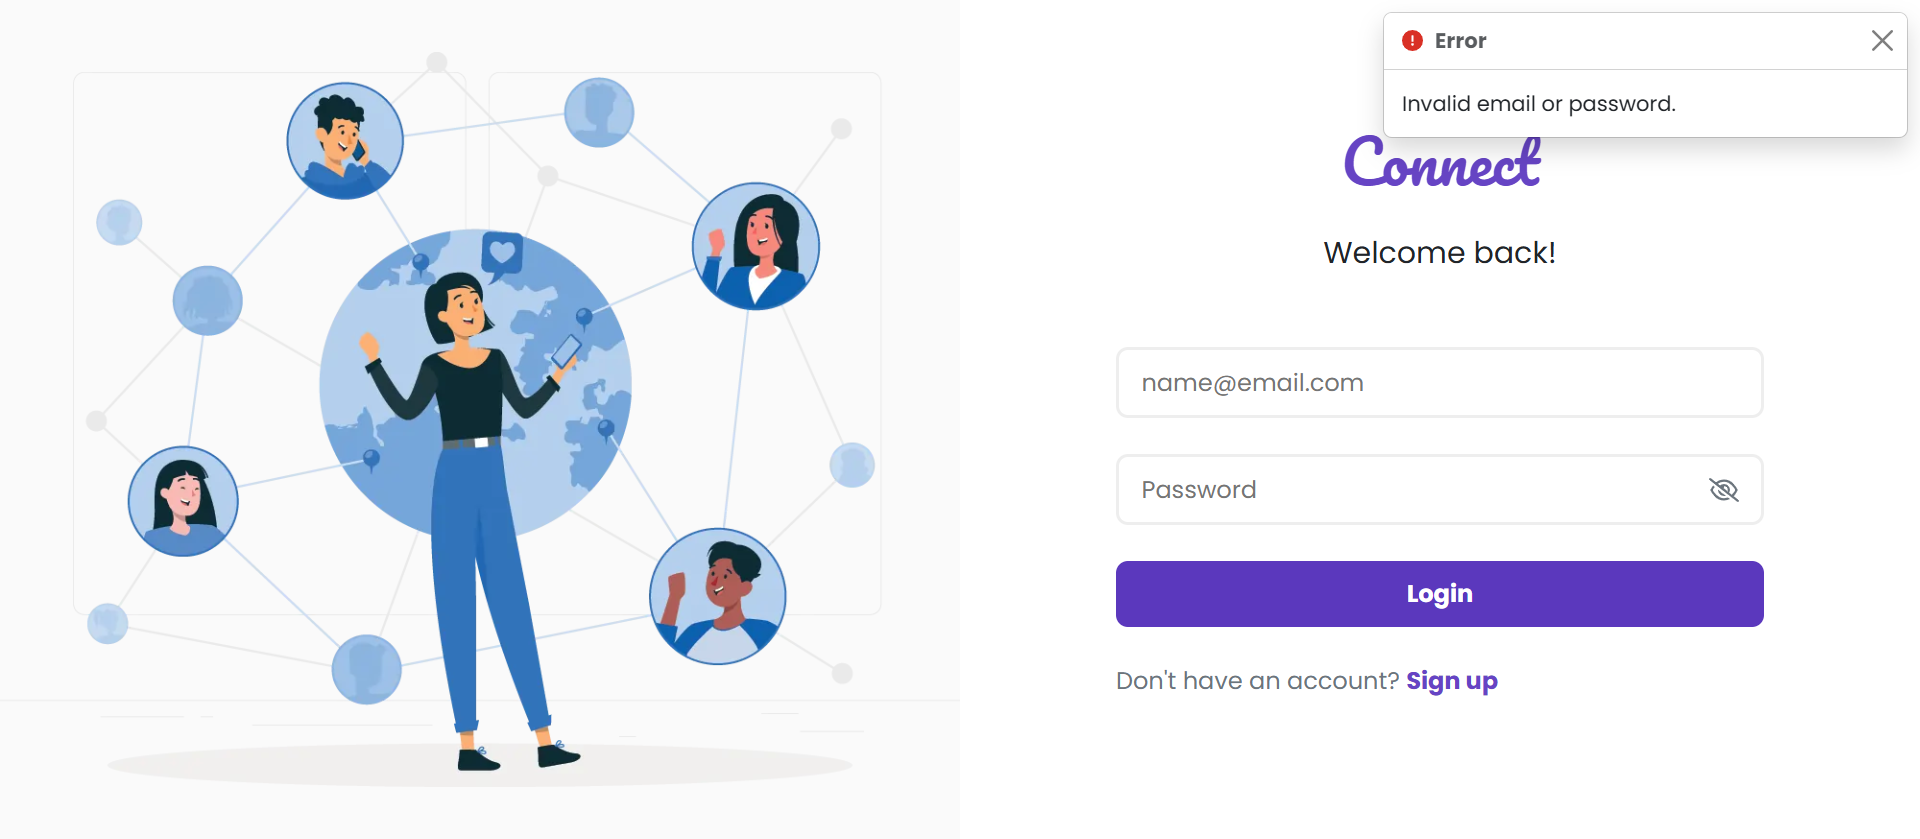 Error
Invalid email or password.
Connect
Welcome back!
name@email.com
Password
Login
Don't have an account? Sign up